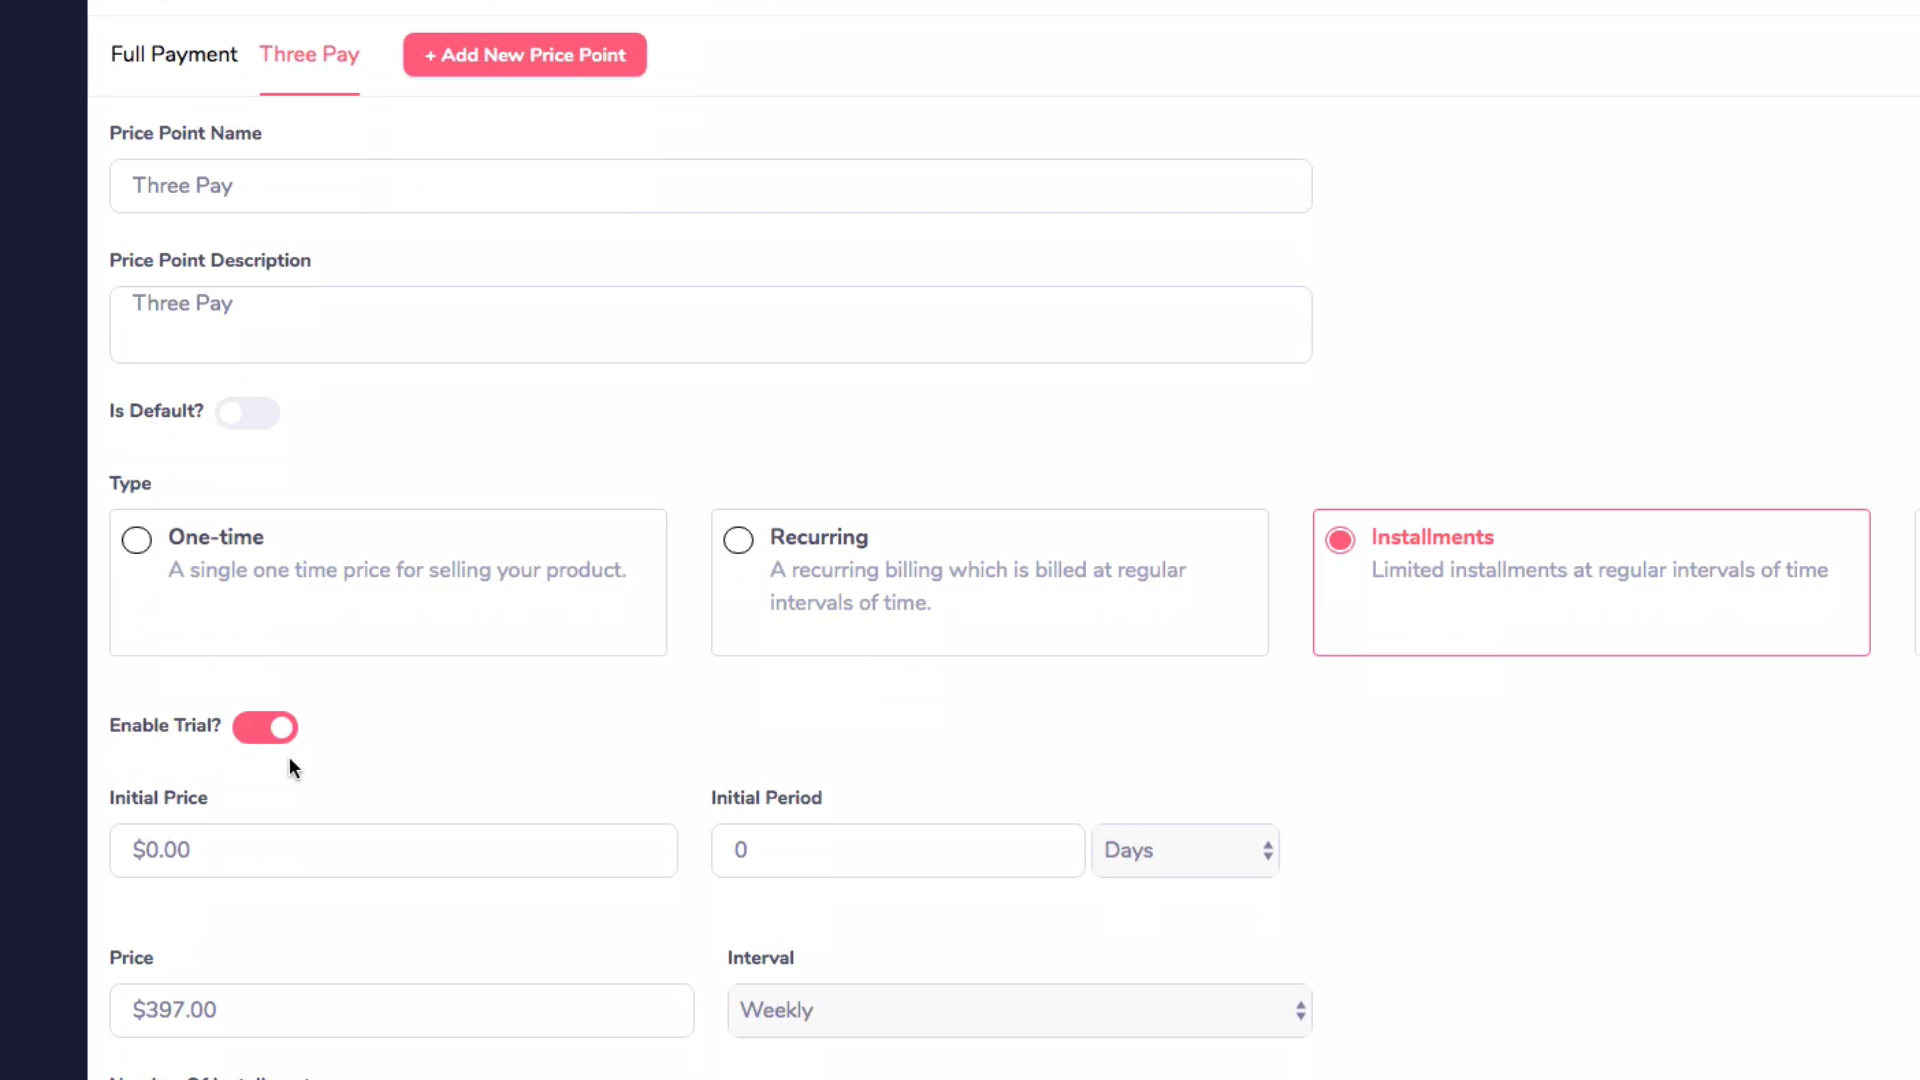 Full Payment Three Pay + Add New Price Point
Price Point Name
Three Pay
Price Point Description
Three Pay
Is Default?
Type
One-time
A single one time price for selling your product.
Recurring
A recurring billing which is billed at regular
intervals of time.
Installments
Limited installments at regular intervals of time
Enable Trial?
Initial Price
$0.00
Initial Period
0 Days
Price
$397.00
Interval
Weekly